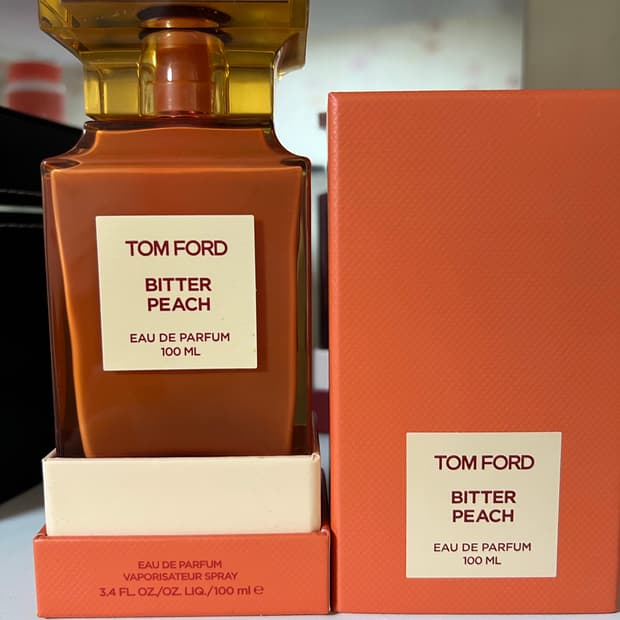 TOM FORD
BITTER
PEACH
EAU DE PARFUM
100 ML
EAU DE PARFUM
VAPORISATEUR SPRAY
3.4 FL. OZ./OZ. LIQ./100 ml ℮
TOM FORD
BITTER
PEACH
EAU DE PARFUM
100 ML